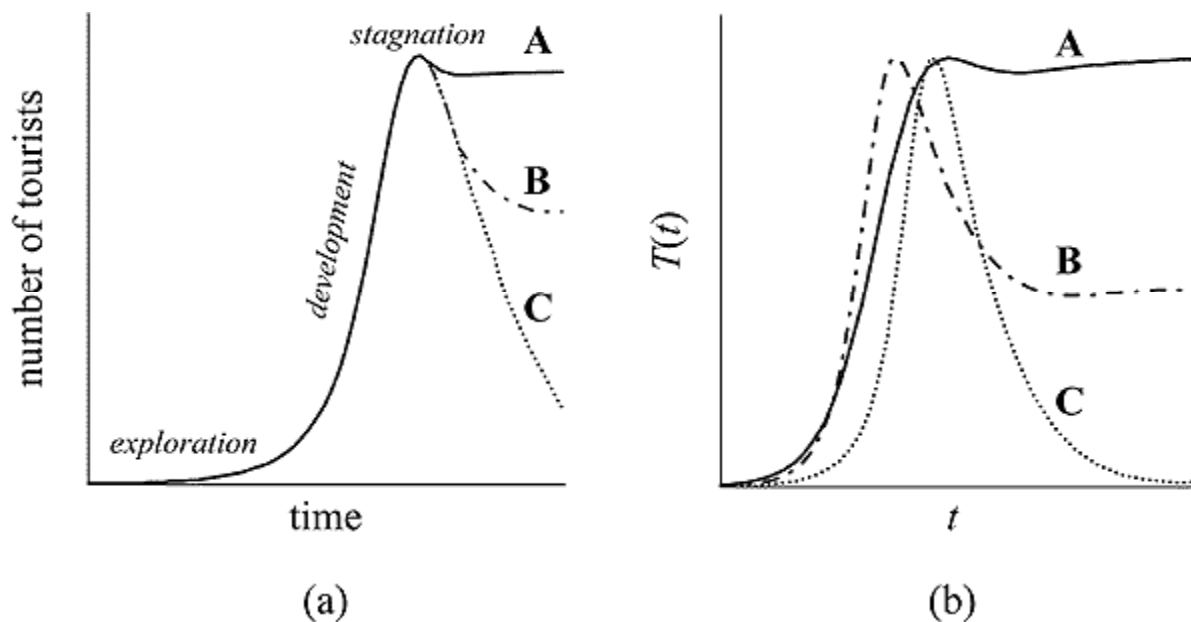 number of tourists
stagnation
A
development
B
C
exploration
time
(a)
T(t)
A
B
C
t
(b)